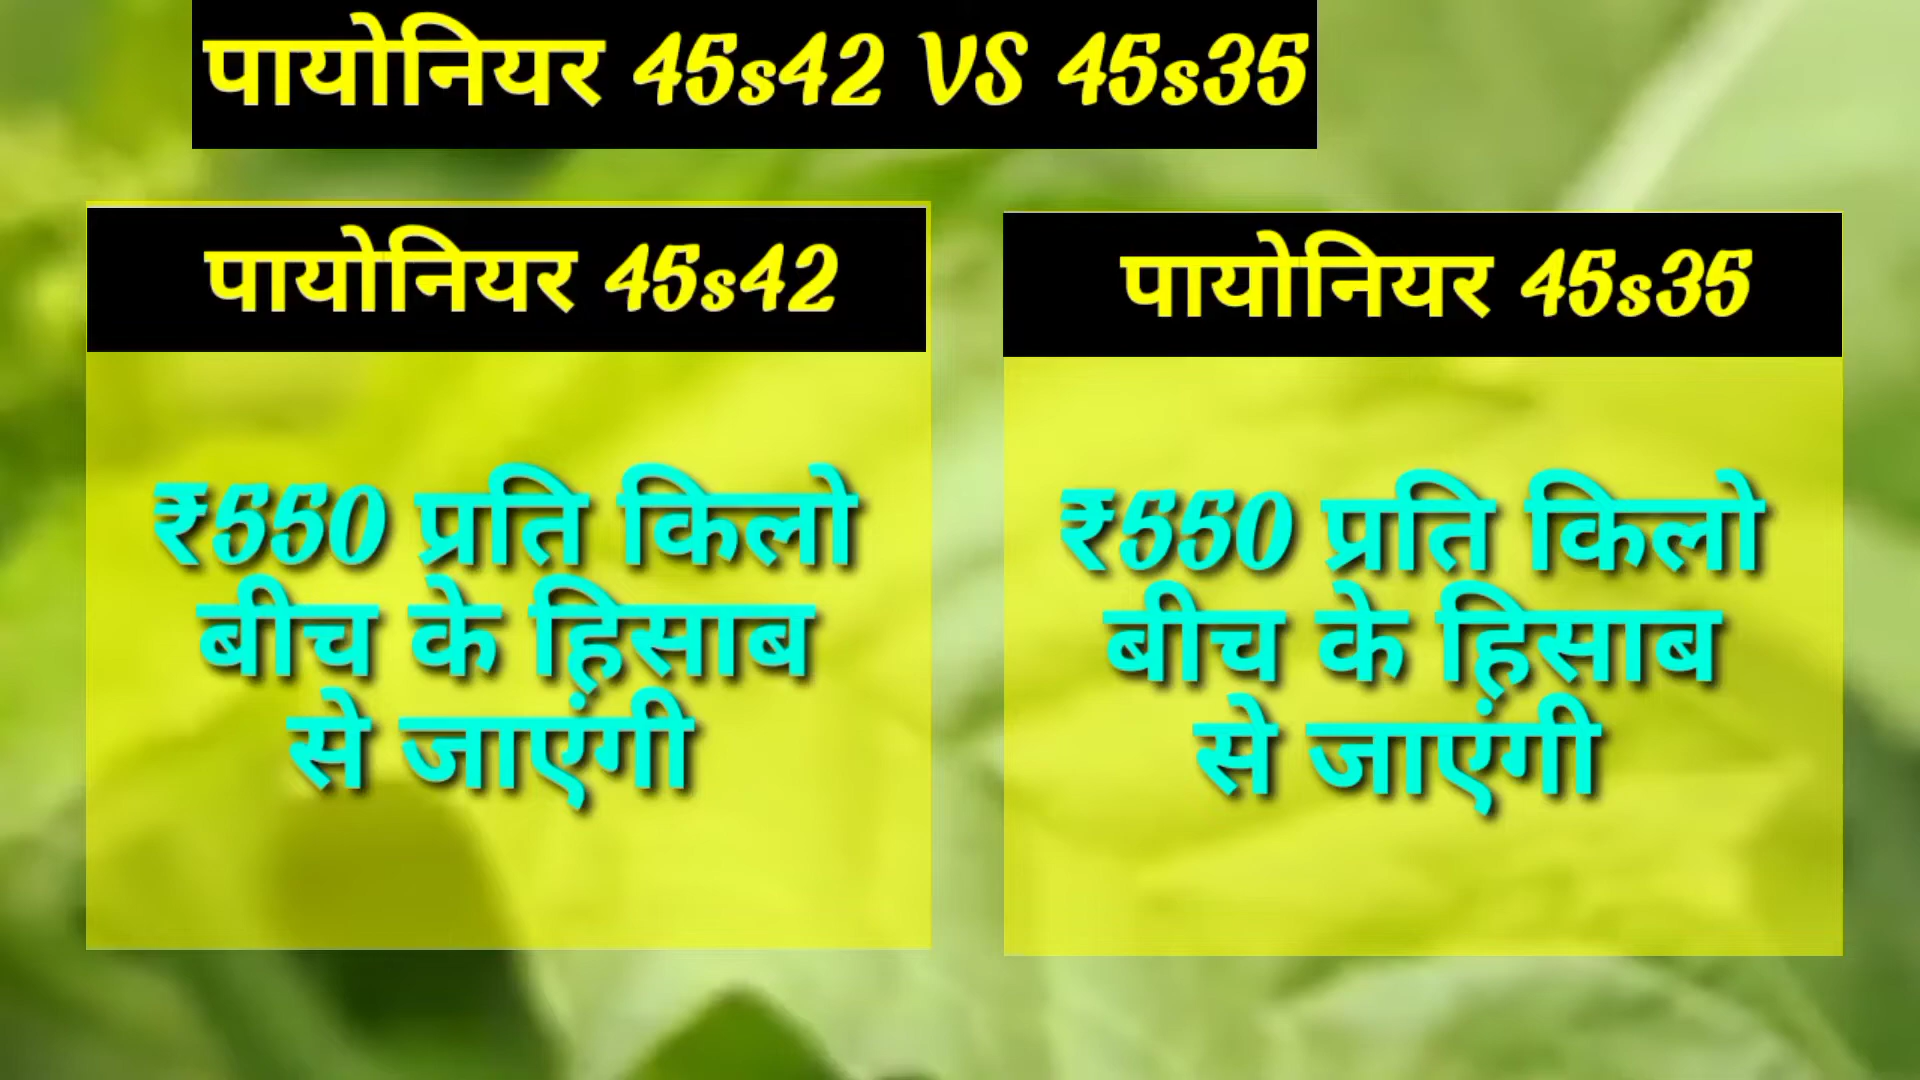 पायोनियर 45s42 VS 45s35
पायोनियर 45s42
₹550 प्रति किलो
बीच के हिसाब
से जाएंगी
पायोनियर 45s35
₹550 प्रति किलो
बीच के हिसाब
से जाएंगी